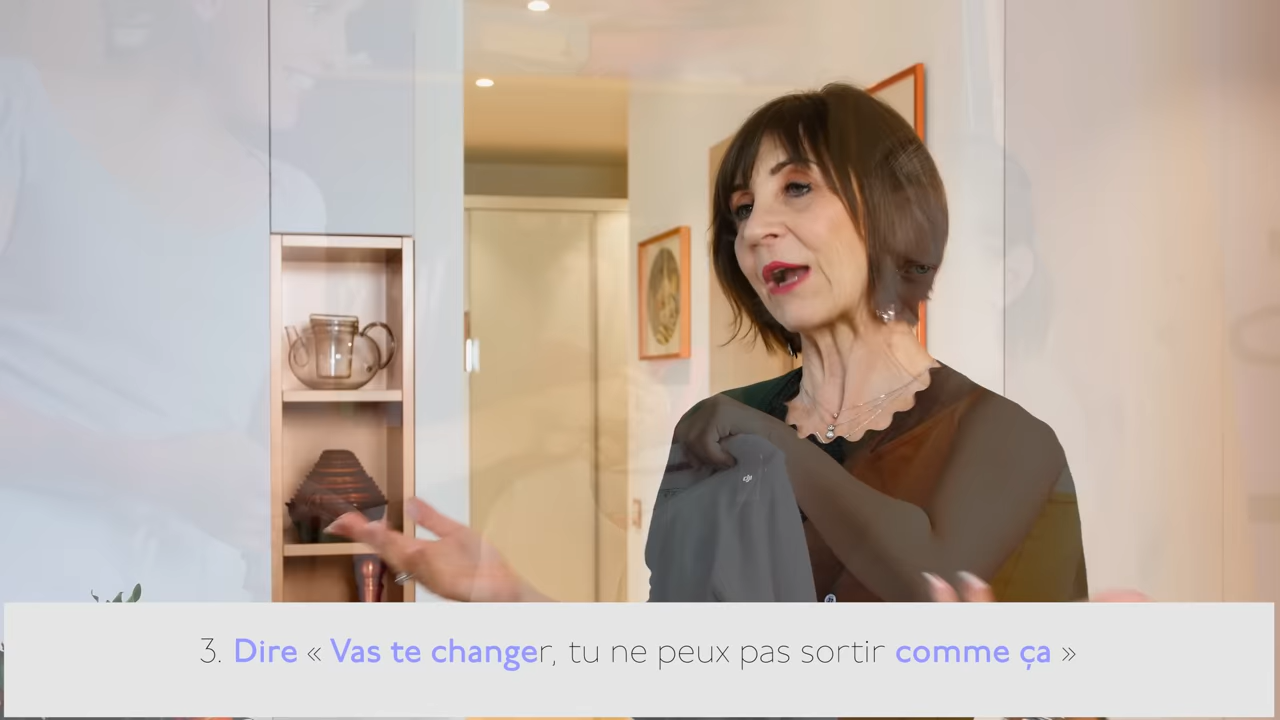 3. Dire « Vas te changer, tu ne peux pas sortir comme ça »